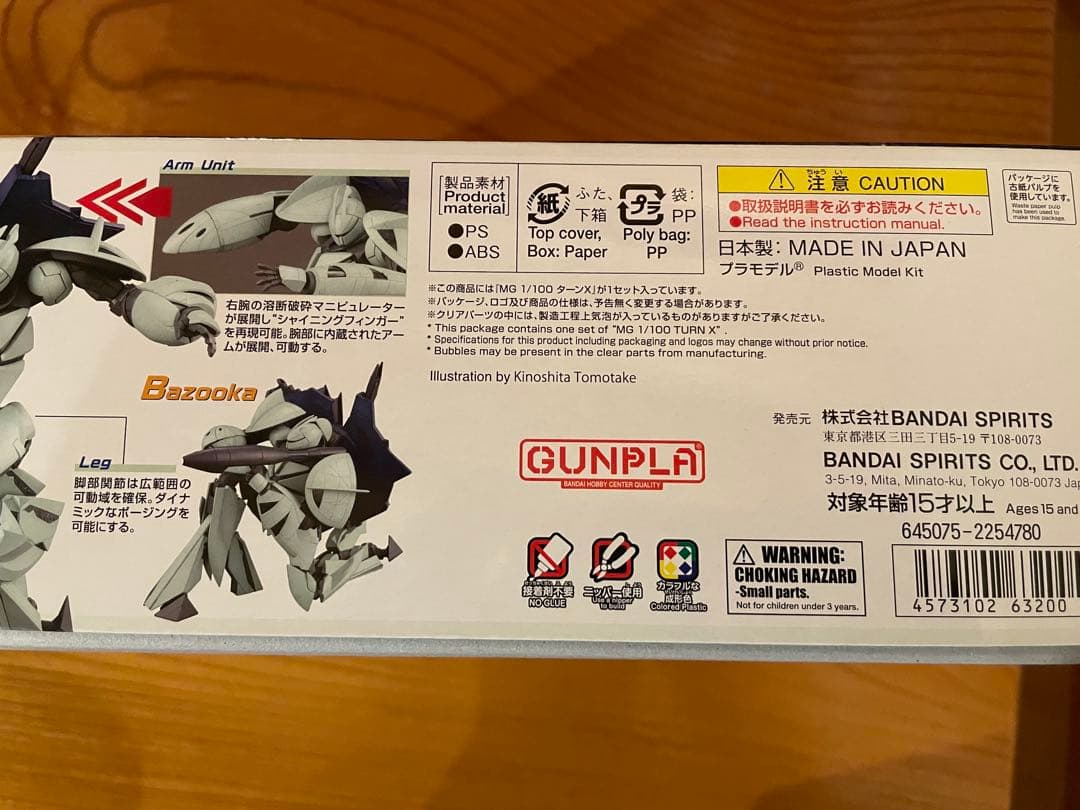 Arm Unit
右腕の溶断破砕マニピュレーター
が展開し"シャイニングフィンガー"
を再現可能。腕部に内蔵されたアー
ムが展開、可動する。
Bazooka
Leg
脚部関節は広範囲の
可動域を確保。ダイナ
ミックなポージングを
可能にする。
[製品素材]
Product
material
●PS
●ABS
紙
ふた、
下箱
Top cover,
Box: Paper
プラ
袋:
PP
Poly bag:
PP
ちゅう い
注意 CAUTION
●取扱説明書を必ずお読みください。
●Read the instruction manual.
パッケージに
古紙パルプを
使用しています。
Waste paper pulp
has been used to
make this package.
日本製: MADE IN JAPAN
プラモデル® Plastic Model Kit
※この商品には「MG 1/100 ターンX」が1セット入っています。
※パッケージ、ロゴ及び商品の仕様は、予告無く変更する場合があります。
※クリアパーツの中には、製造工程上気泡が入っているものがありますがご了承ください。
* This package contains one set of "MG 1/100 TURN X" .
* Specifications for this product including packaging and logos may change without prior notice.
* Bubbles may be present in the clear parts from manufacturing.
Illustration by Kinoshita Tomotake
GUNPLA
BANDAI HOBBY CENTER QUALITY
発売元 株式会社BANDAI SPIRITS
東京都港区三田三丁目5-19 〒108-0073
BANDAI SPIRITS CO., LTD.
3-5-19, Mita, Minato-ku, Tokyo 108-0073 Jap
対象年齢15才以上 Ages 15 and
645075-2254780
接着剤不要
NO GLUE
ニッパー使用
Use a nipper
to build
カラフルな
成形色
Colored Plastic
WARNING:
CHOKING HAZARD
-Small parts.
Not for children under 3 years.
4573102 63200